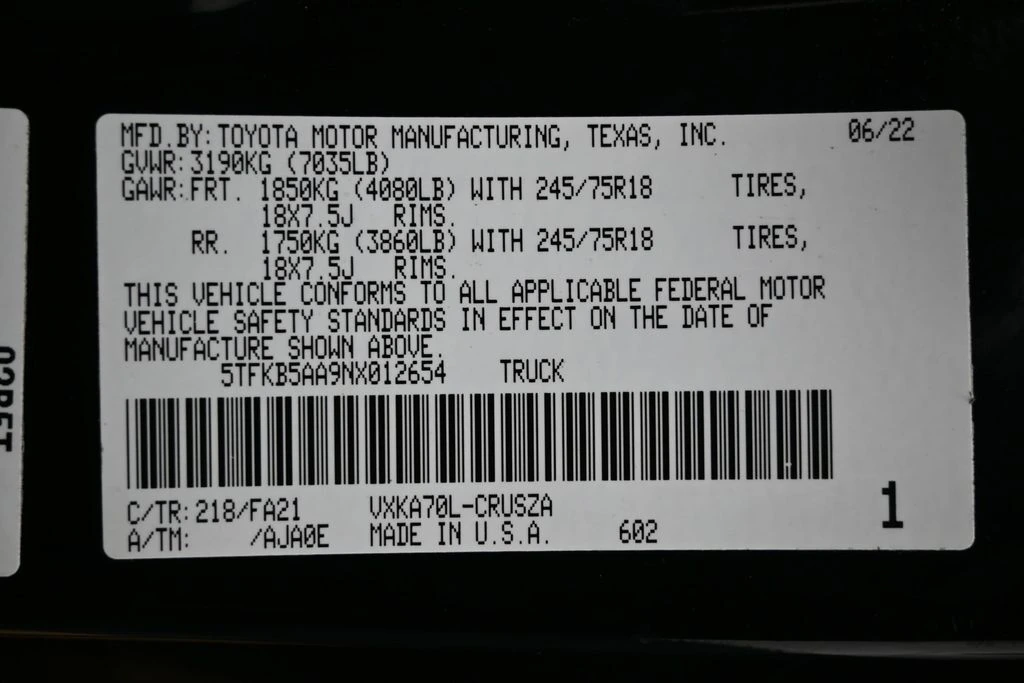 MFD.BY: TOYOTA MOTOR MANUFACTURING, TEXAS, INC. 06/22
GVWR: 3190KG (7035LB)
GAWR: FRT. 1850KG (4080LB) WITH 245/75R18 TIRES,
18X7.5J RIMS.
RR. 1750KG (3860LB) WITH 245/75R18 TIRES,
18X7.5J RIMS.
THIS VEHICLE CONFORMS TO ALL APPLICABLE FEDERAL MOTOR
VEHICLE SAFETY STANDARDS IN EFFECT ON THE DATE OF
MANUFACTURE SHOWN ABOVE.
5TFKB5AA9NX012654 TRUCK
C/TR: 218/FA21 VXKA70L-CRUSZA
A/TM: /AJA0E MADE IN U.S.A. 602
1